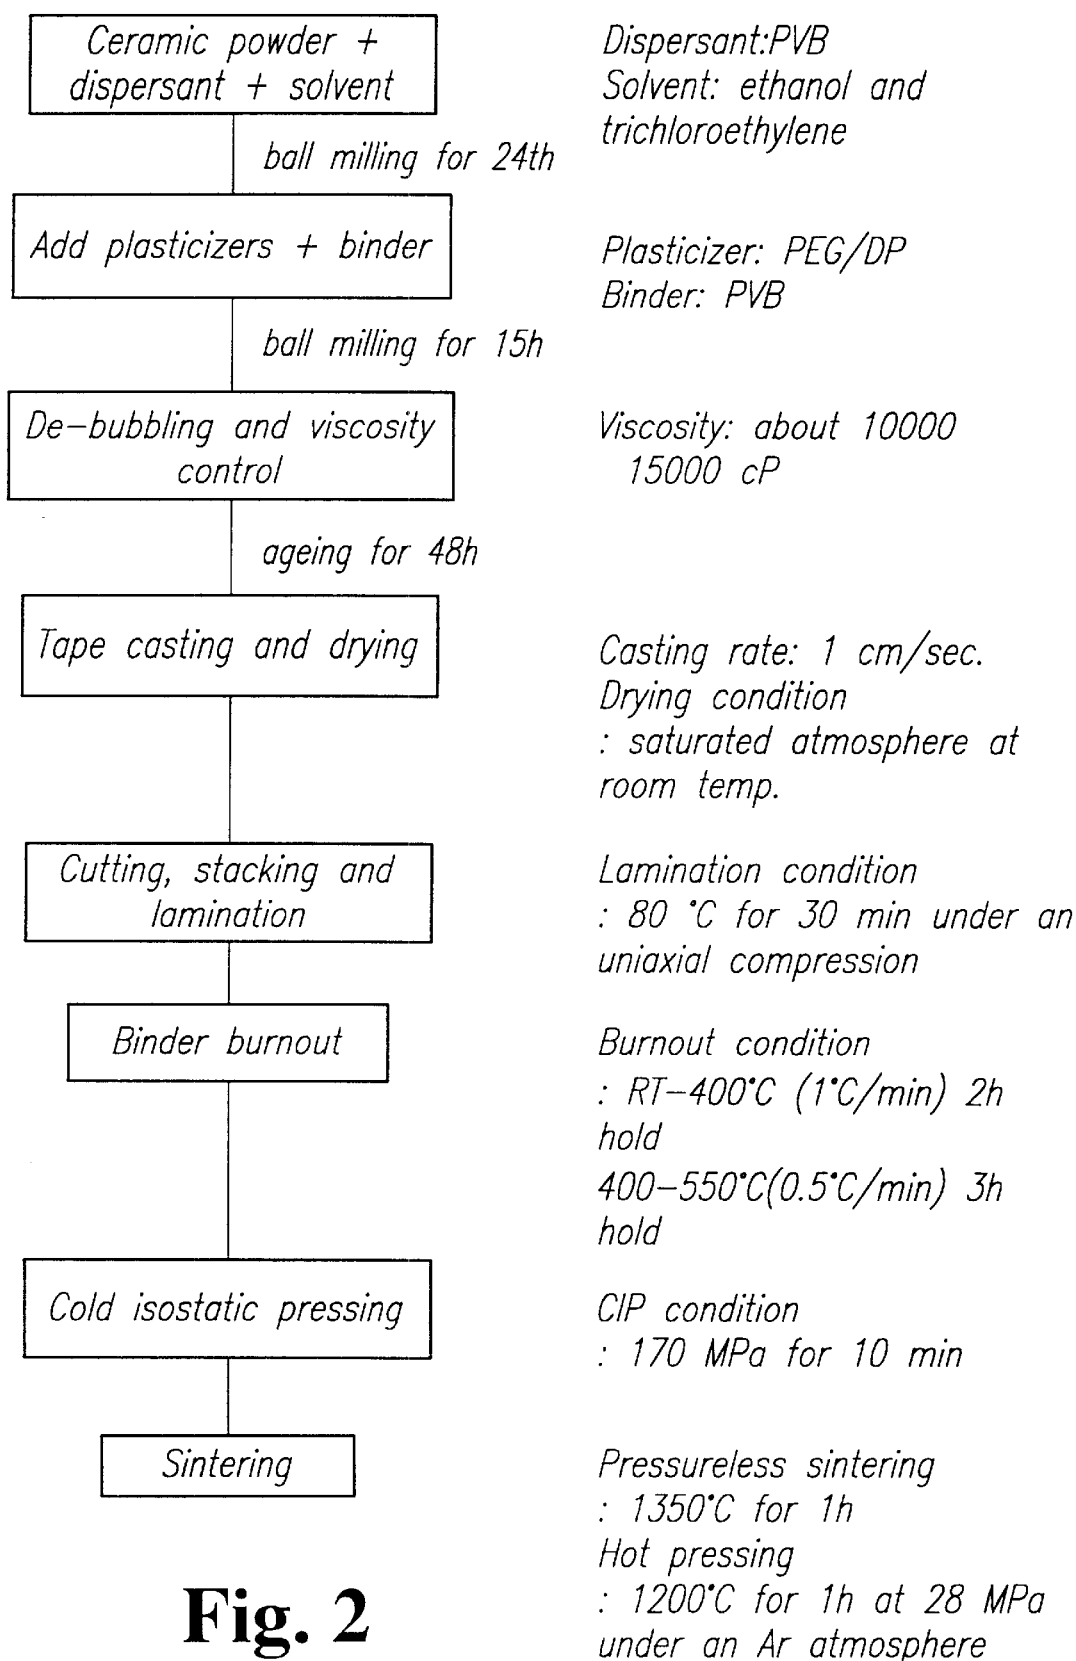 Ceramic powder +
dispersant + solvent
Dispersant:PVB
Solvent: ethanol and
trichloroethylene
ball milling for 24th
Add plasticizers + binder
Plasticizer: PEG/DP
Binder: PVB
ball milling for 15h
De-bubbling and viscosity
control
Viscosity: about 10000
15000 cP
ageing for 48h
Tape casting and drying
Casting rate: 1 cm/sec.
Drying condition
: saturated atmosphere at
room temp.
Cutting, stacking and
lamination
Lamination condition
: 80 °C for 30 min under an
uniaxial compression
Binder burnout
Burnout condition
: RT-400°C (1°C/min) 2h
hold
400-550°C(0.5°C/min) 3h
hold
Cold isostatic pressing
CIP condition
: 170 MPa for 10 min
Sintering
Pressureless sintering
: 1350°C for 1h
Hot pressing
: 1200°C for 1h at 28 MPa
under an Ar atmosphere
Fig. 2